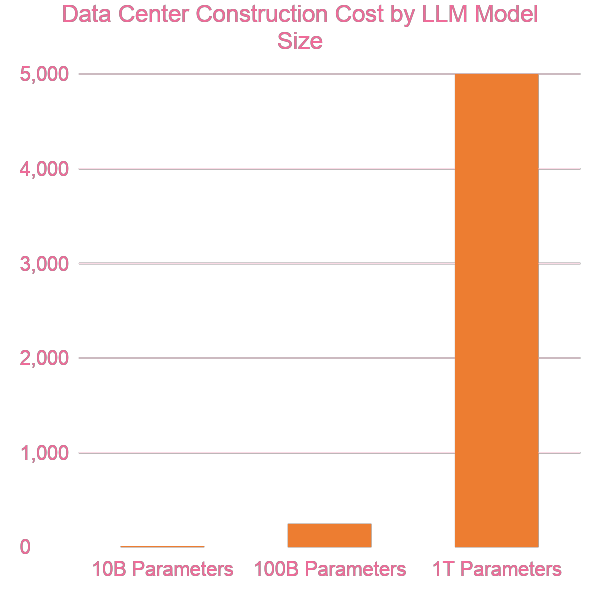 Data Center Construction Cost by LLM Model
Size
5,000
4,000
3,000
2,000
1,000
0
10B Parameters
100B Parameters
1T Parameters